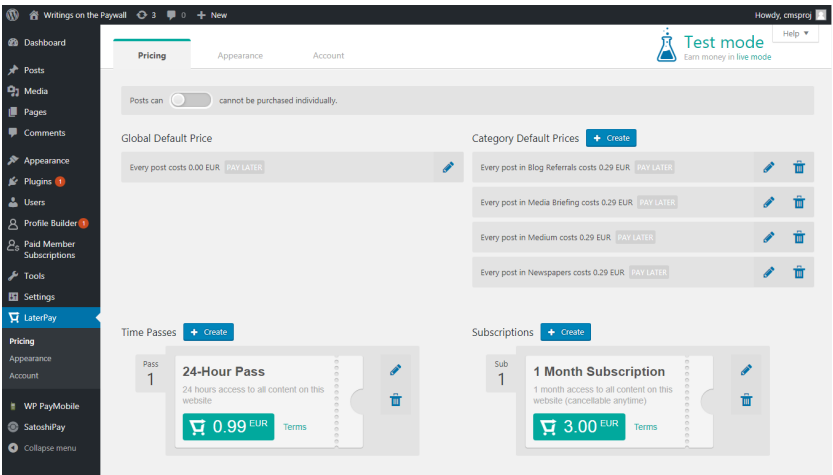 Writings on the Paywall 3 0 New Howdy, cmsproj
Dashboard
Posts
Media
Pages
Comments
Appearance
Plugins 1
Users
Profile Builder 1
Paid Member
Subscriptions
Tools
Settings
LaterPay
Pricing
Appearance
Account
WP PayMobile
SatoshiPay
Collapse menu
Pricing Appearance Account
Test mode
Earn money in live mode
Help
Posts can cannot be purchased individually.
Global Default Price
Every post costs 0.00 EUR PAY LATER
Category Default Prices + Create
Every post in Blog Referrals costs 0.29 EUR PAY LATER
Every post in Media Briefing costs 0.29 EUR PAY LATER
Every post in Medium costs 0.29 EUR PAY LATER
Every post in Newspapers costs 0.29 EUR PAY LATER
Time Passes + Create
Pass
1
24-Hour Pass
24 hours access to all content on this
website
0.99 EUR Terms
Subscriptions + Create
Sub
1
1 Month Subscription
1 month access to all content on this
website (cancellable anytime)
3.00 EUR Terms